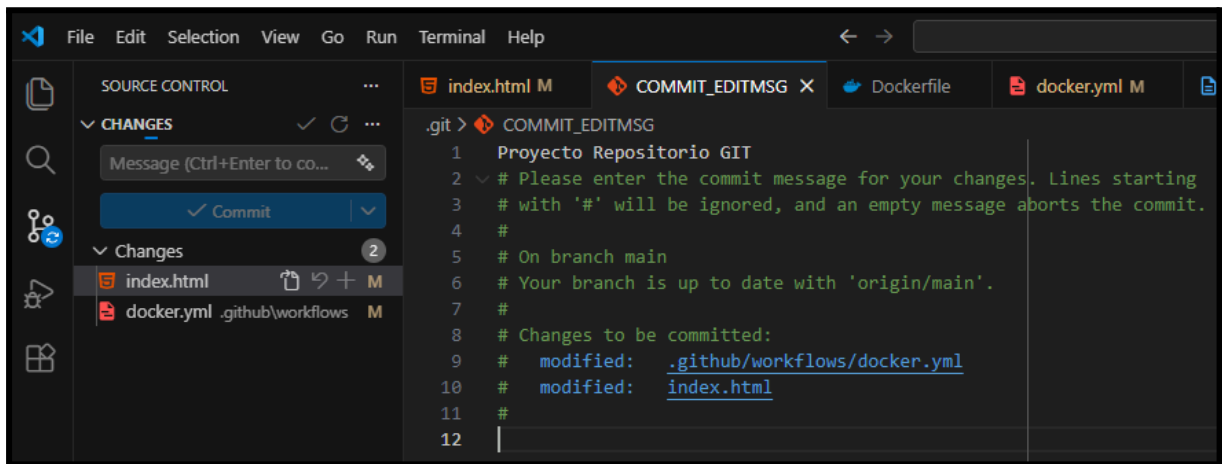 File Edit Selection View Go Run Terminal Help
SOURCE CONTROL
index.html M
COMMIT_EDITMSG
Dockerfile
docker.yml M
CHANGES
.git > COMMIT_EDITMSG
Message (Ctrl+Enter to co...
Commit
Changes 2
index.html M
docker.yml .github\workflows M
1 Proyecto Repositorio GIT
2 # Please enter the commit message for your changes. Lines starting
3 # with '#' will be ignored, and an empty message aborts the commit.
4 #
5 # On branch main
6 # Your branch is up to date with 'origin/main'.
7 #
8 # Changes to be committed:
9 # modified: .github/workflows/docker.yml
10 # modified: index.html
11 #
12